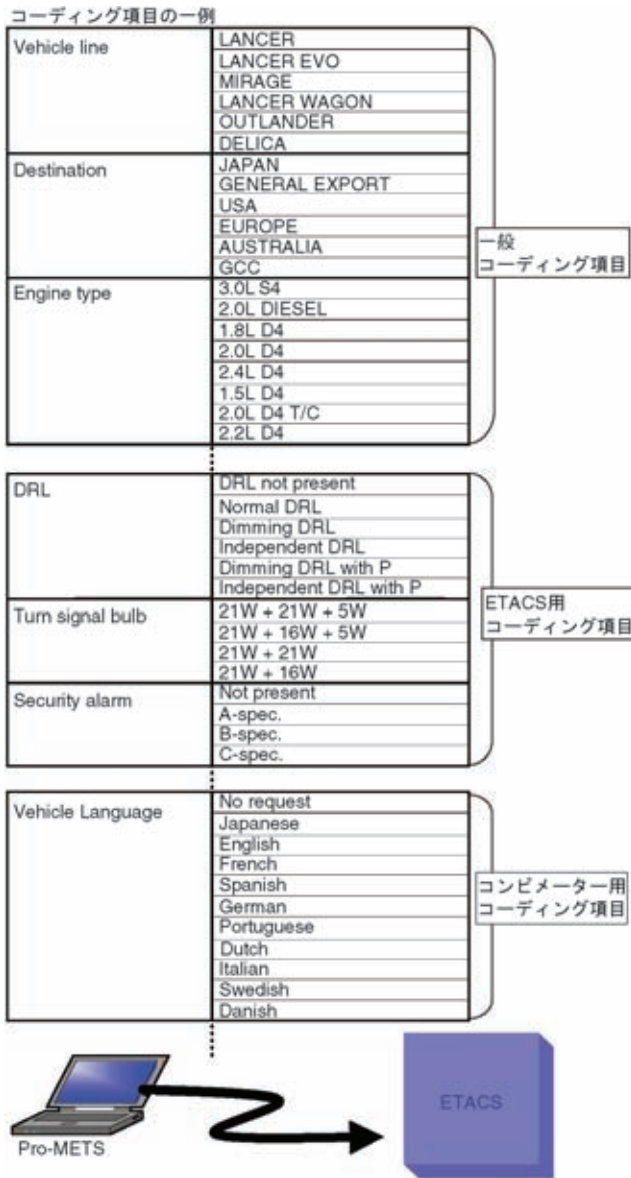 コーディング項目の一例
Vehicle line
LANCER
LANCER EVO
MIRAGE
LANCER WAGON
OUTLANDER
DELICA
Destination
JAPAN
GENERAL EXPORT
USA
EUROPE
AUSTRALIA
GCC
Engine type
3.0L S4
2.0L DIESEL
1.8L D4
2.0L D4
2.4L D4
1.5L D4
2.0L D4 T/C
2.2L D4
一般
コーディング項目
DRL
DRL not present
Normal DRL
Dimming DRL
Independent DRL
Dimming DRL with P
Independent DRL with P
Turn signal bulb
21W + 21W + 5W
21W + 16W + 5W
21W + 21W
21W + 16W
Security alarm
Not present
A-spec.
B-spec.
C-spec.
ETACS用
コーディング項目
Vehicle Language
No request
Japanese
English
French
Spanish
German
Portuguese
Dutch
Italian
Swedish
Danish
コンビメーター用
コーディング項目
Pro-METS
ETACS